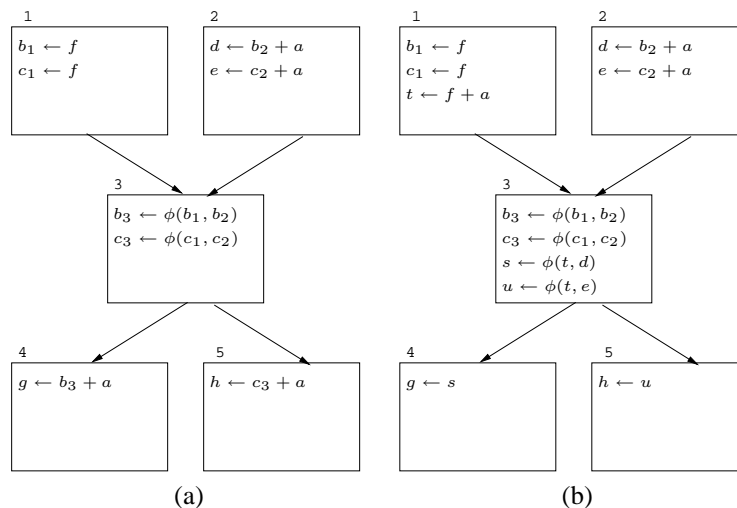 1
b₁ ← f
c₁ ← f
2
d ← b₂ + a
e ← c₂ + a
3
b₃ ← ϕ(b₁, b₂)
c₃ ← ϕ(c₁, c₂)
4
g ← b₃ + a
5
h ← c₃ + a
(a)
1
b₁ ← f
c₁ ← f
t ← f + a
2
d ← b₂ + a
e ← c₂ + a
3
b₃ ← ϕ(b₁, b₂)
c₃ ← ϕ(c₁, c₂)
s ← ϕ(t, d)
u ← ϕ(t, e)
4
g ← s
5
h ← u
(b)